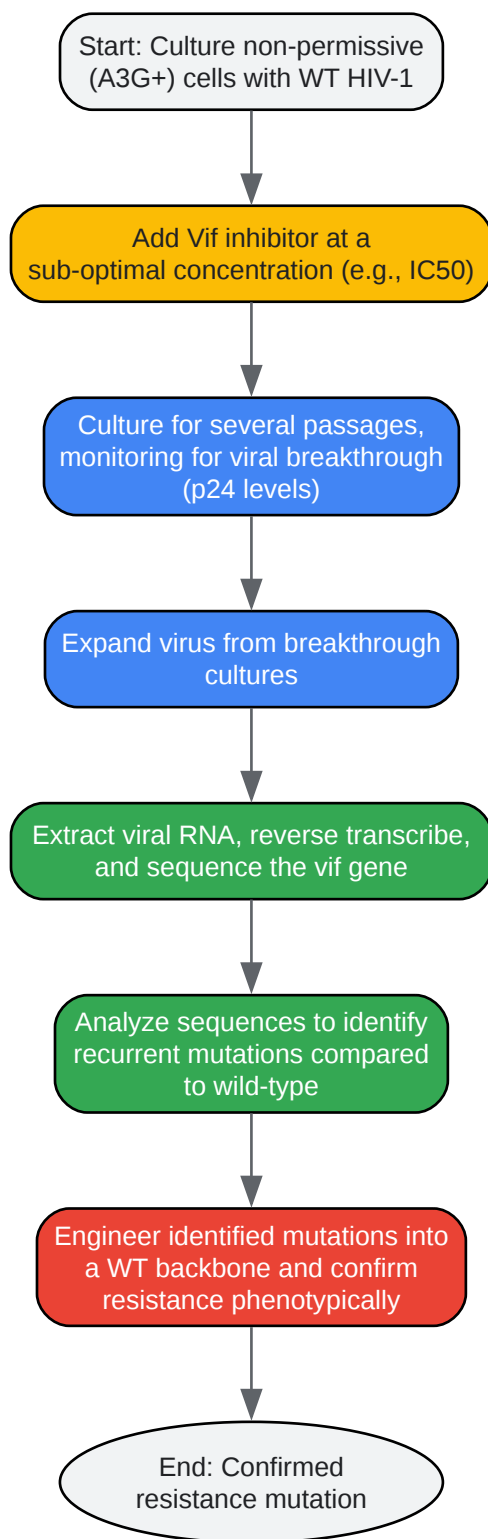 Start: Culture non-permissive
(A3G+) cells with WT HIV-1
Add Vif inhibitor at a
sub-optimal concentration (e.g., IC50)
Culture for several passages,
monitoring for viral breakthrough
(p24 levels)
Expand virus from breakthrough
cultures
Extract viral RNA, reverse transcribe,
and sequence the vif gene
Analyze sequences to identify
recurrent mutations compared
to wild-type
Engineer identified mutations into
a WT backbone and confirm
resistance phenotypically
End: Confirmed
resistance mutation